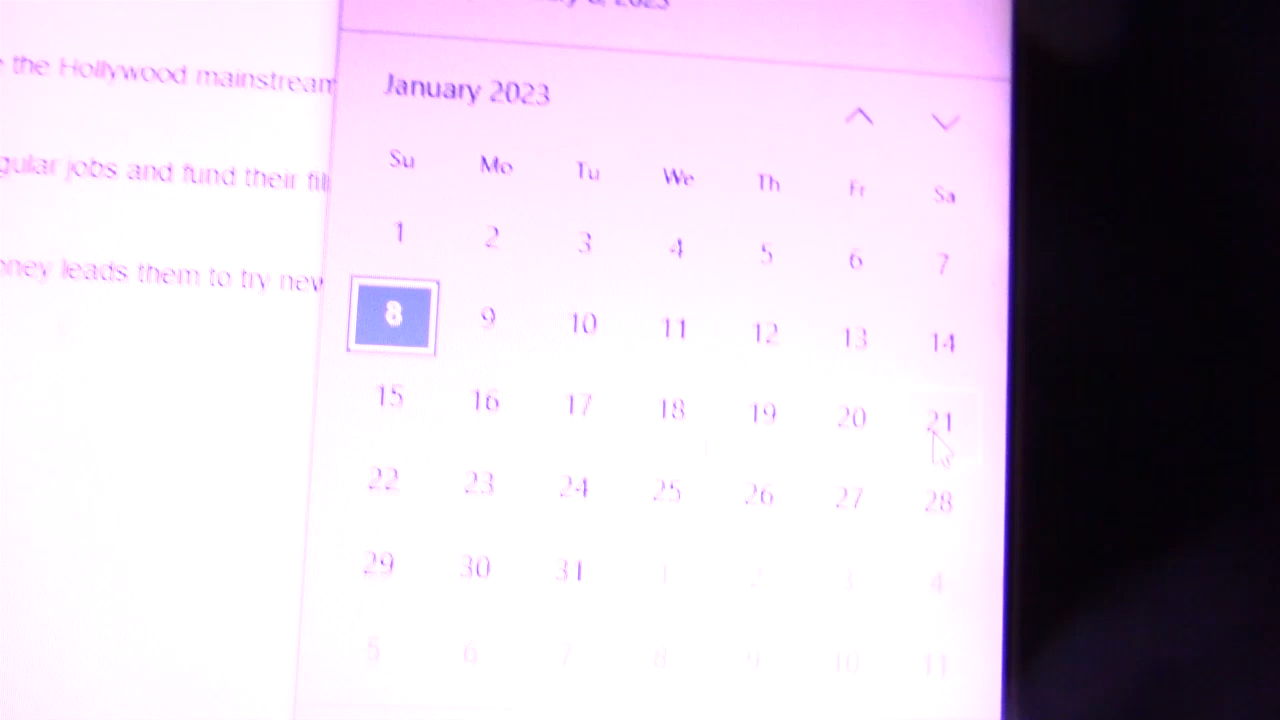 the Hollywood mainstream
jobs and fund their
leads them to try new
2023
January 2023
Su Mo Tu We Th Fr Sa
1 2 3 4 5 6 7
8 9 10 11 12 13 14
15 16 17 18 19 20 21
22 23 24 25 26 27 28
29 30 31 1 2 3 4
5 6 7 8 9 10 11